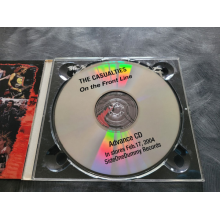 THE CASUALTIES
On the Front Line
Advance CD
In stores Feb.17, 2004
SideOneDummy Records